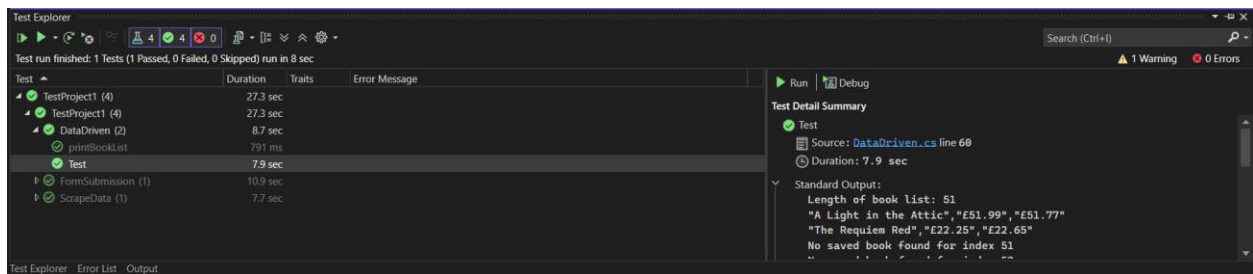 Test Explorer
4 4 0
Search (Ctrl+I)
Test run finished: 1 Tests (1 Passed, 0 Failed, 0 Skipped) run in 8 sec
1 Warning 0 Errors
Test Duration Traits Error Message
TestProject1 (4) 27.3 sec
TestProject1 (4) 27.3 sec
DataDriven (2) 8.7 sec
printBookList 791 ms
Test 7.9 sec
FormSubmission (1) 10.9 sec
ScrapeData (1) 7.7 sec
Run Debug
Test Detail Summary
Test
Source: DataDriven.cs line 60
Duration: 7.9 sec
Standard Output:
Length of book list: 51
"A Light in the Attic","£51.99","£51.77"
"The Requiem Red","£22.25","£22.65"
No saved book found for index 51
Test Explorer Error List Output